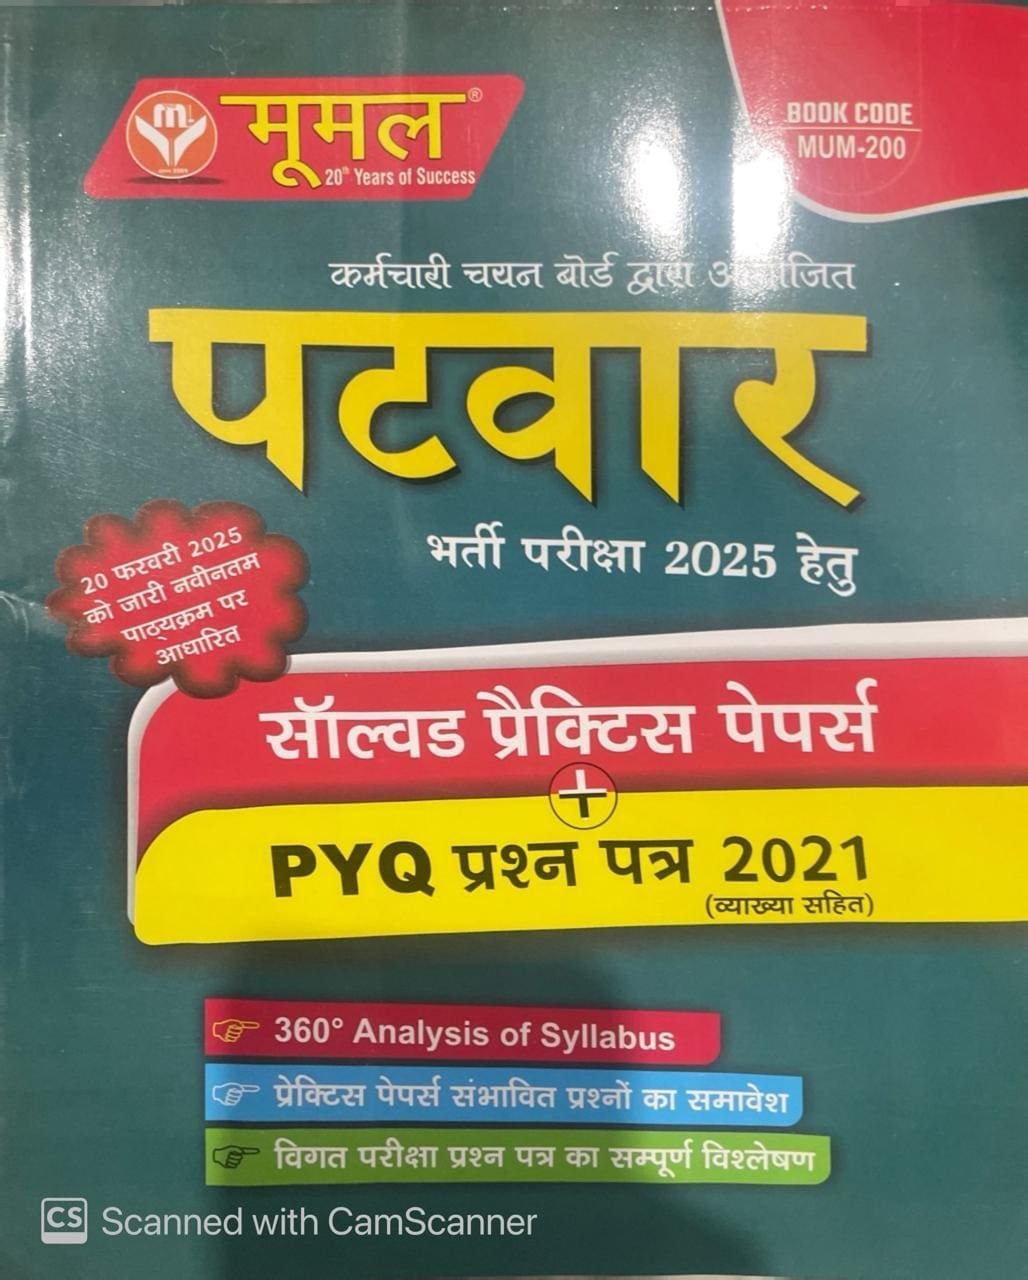 मूमल®
20th Years of Success
BOOK CODE
MUM-200
कर्मचारी चयन बोर्ड द्वारा
पटवार
भर्ती परीक्षा 2025 हेतु
20 फरवरी 2025
को जारी नवीनतम
पाठ्यक्रम पर
आधारित
सॉल्वड प्रैक्टिस पेपर्स
+
PYQ प्रश्न पत्र 2021
(व्याख्या सहित)
360° Analysis of Syllabus
प्रेक्टिस पेपर्स संभावित प्रश्नों का समावेश
विगत परीक्षा प्रश्न पत्र का सम्पूर्ण विश्लेषण
CS Scanned with CamScanner